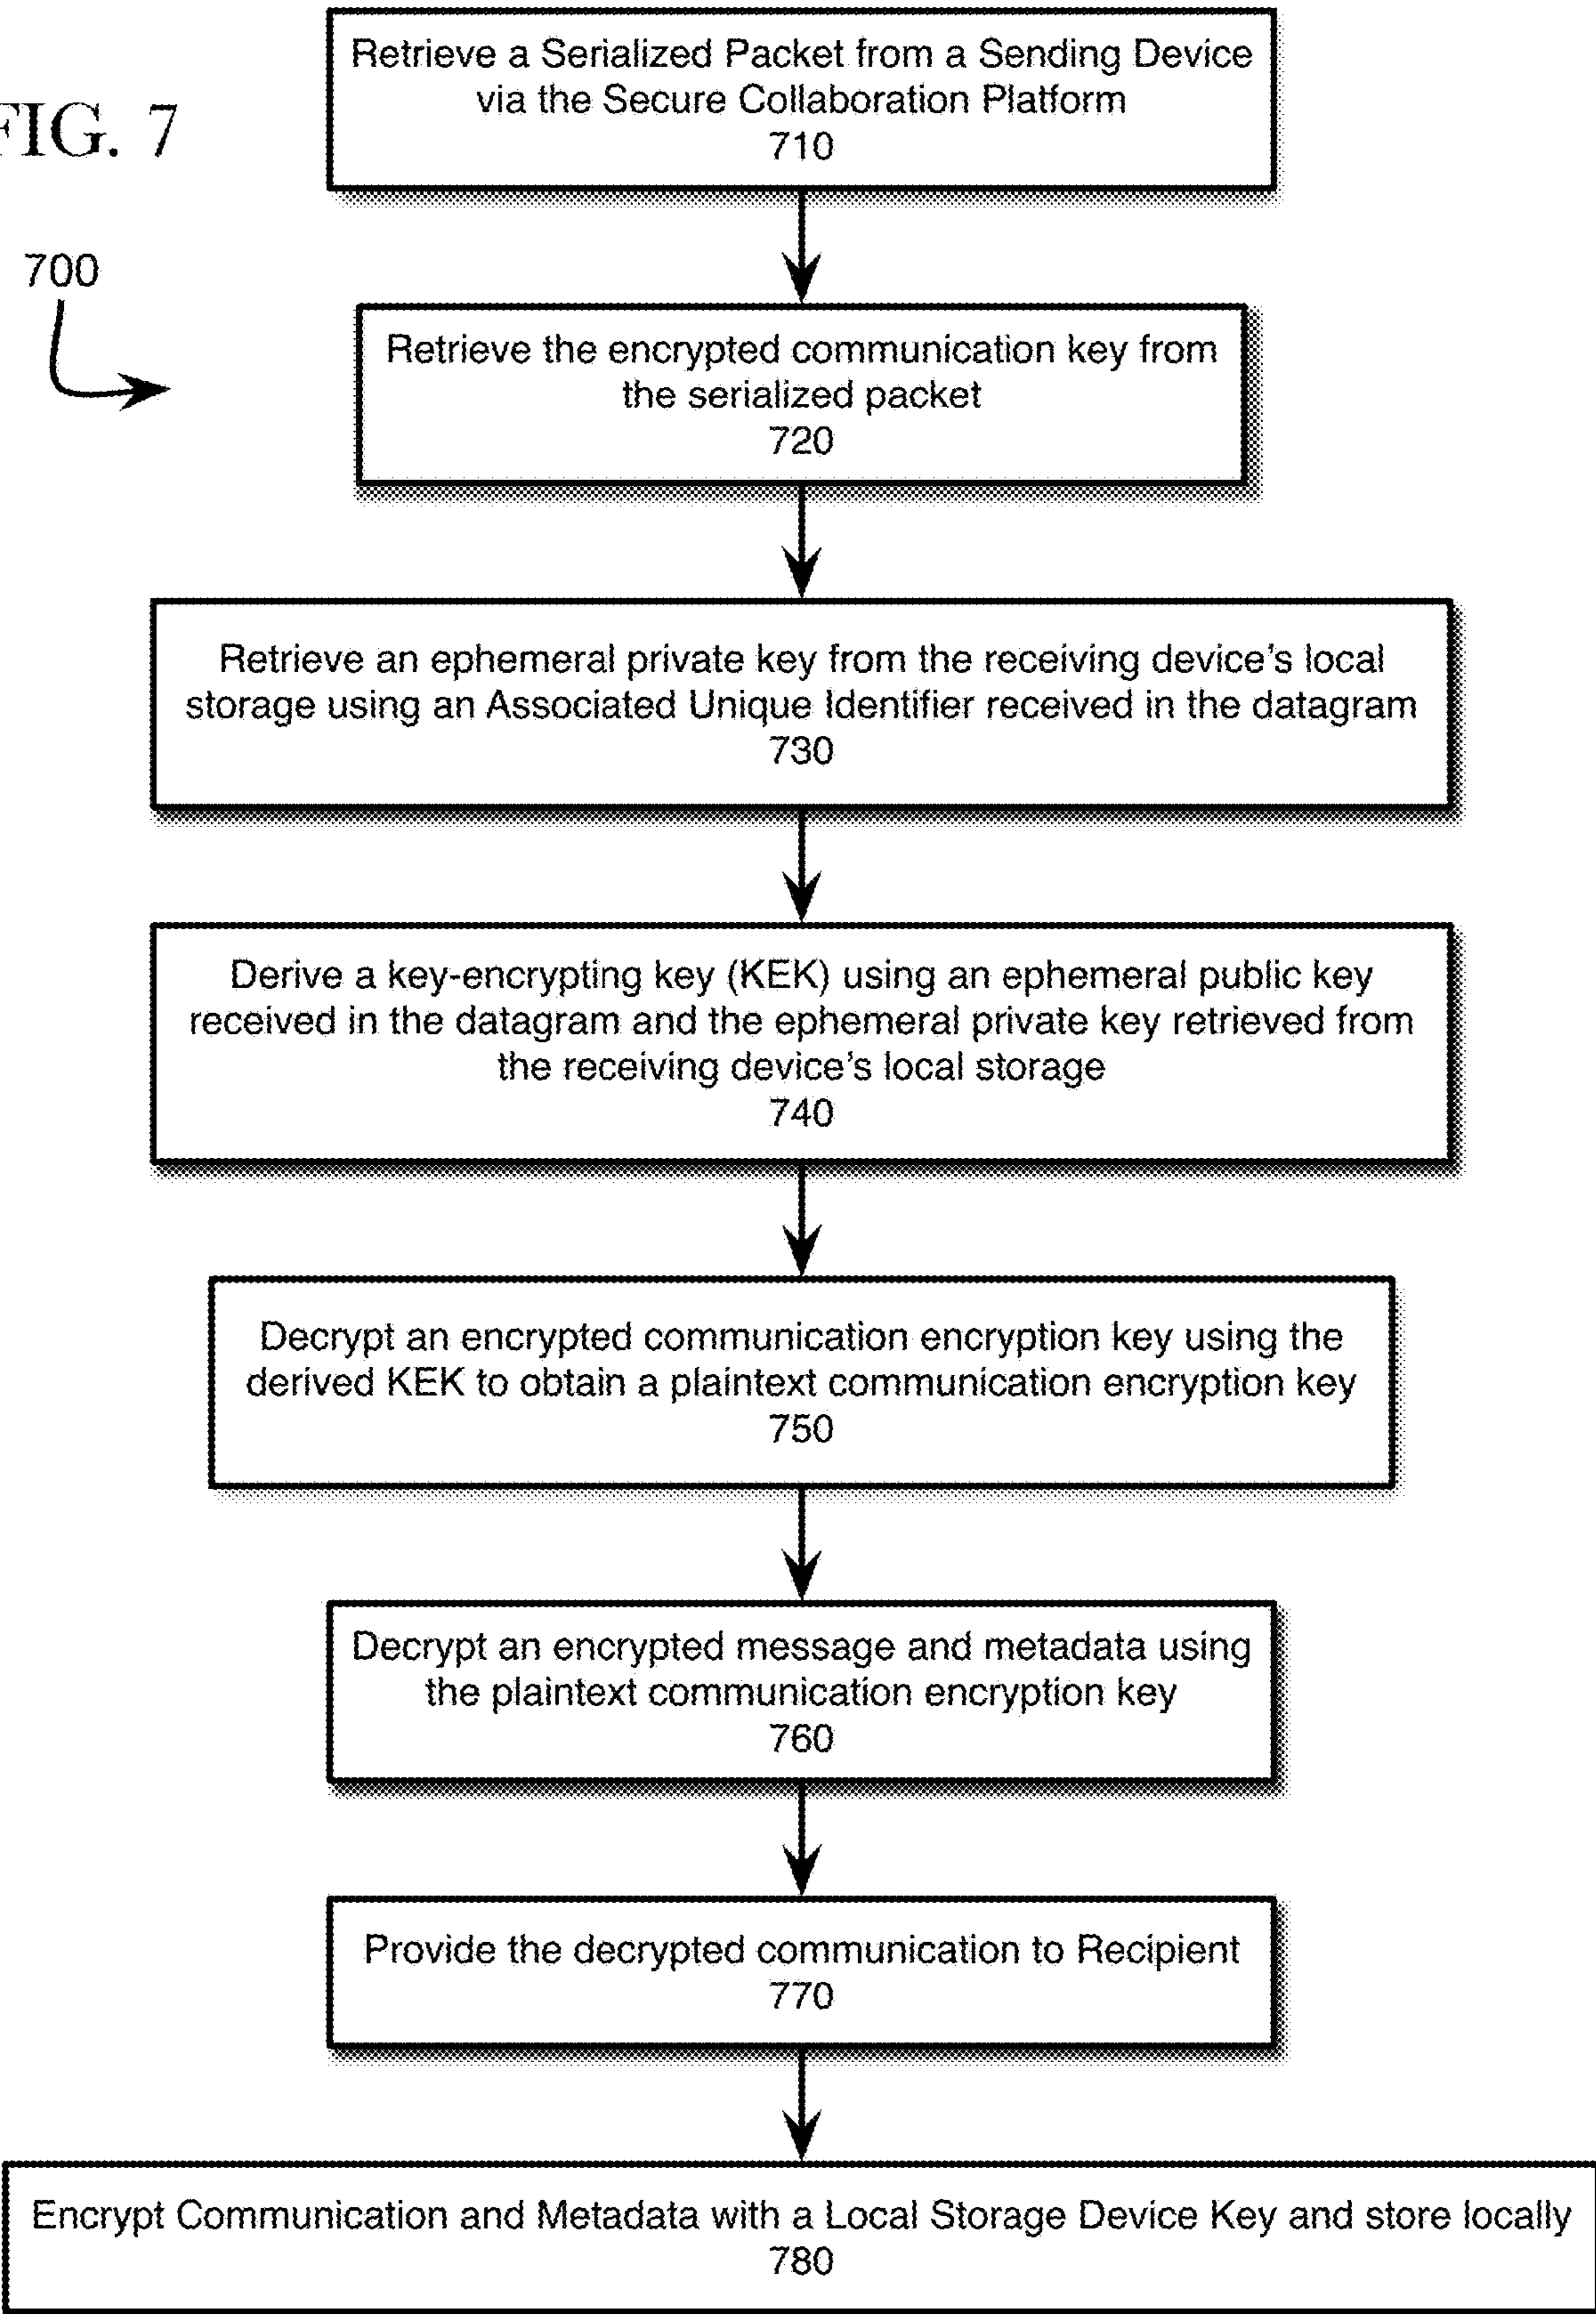 Retrieve a Serialized Packet from a Sending Device
via the Secure Collaboration Platform
710
FIG. 7
700
Retrieve the encrypted communication key from
the serialized packet
720
Retrieve an ephemeral private key from the receiving device's local
storage using an Associated Unique Identifier received in the datagram
730
Derive a key-encrypting key (KEK) using an ephemeral public key
received in the datagram and the ephemeral private key retrieved from
the receiving device's local storage
740
Decrypt an encrypted communication encryption key using the
derived KEK to obtain a plaintext communication encryption key
750
Decrypt an encrypted message and metadata using
the plaintext communication encryption key
760
Provide the decrypted communication to Recipient
770
Encrypt Communication and Metadata with a Local Storage Device Key and store locally
780